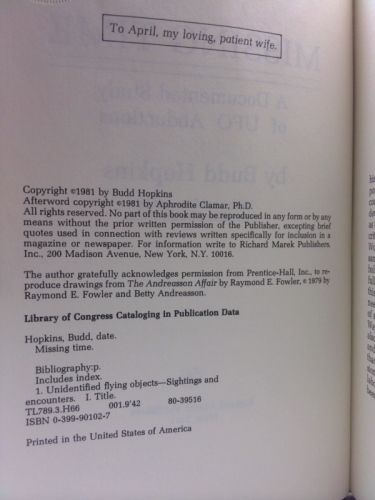 To April, my loving, patient wife.
Copyright ©1981 by Budd Hopkins
Afterword copyright ©1981 by Aphrodite Clamar, Ph.D.
All rights reserved. No part of this book may be reproduced in any form or by any
means without the prior written permission of the Publisher, excepting brief
quotes used in connection with reviews written specifically for inclusion in a
magazine or newspaper. For information write to Richard Marek Publishers,
Inc., 200 Madison Avenue, New York, N.Y. 10016.
The author gratefully acknowledges permission from Prentice-Hall, Inc., to re-
produce drawings from The Andreasson Affair by Raymond E. Fowler, © 1979 by
Raymond E. Fowler and Betty Andreasson.
Library of Congress Cataloging in Publication Data
Hopkins, Budd, date.
Missing time.
Bibliography:p.
Includes index.
1. Unidentified flying objects—Sightings and
encounters. I. Title.
TL789.3.H66 001.9'42 80-39516
ISBN 0-399-90102-7
Printed in the United States of America